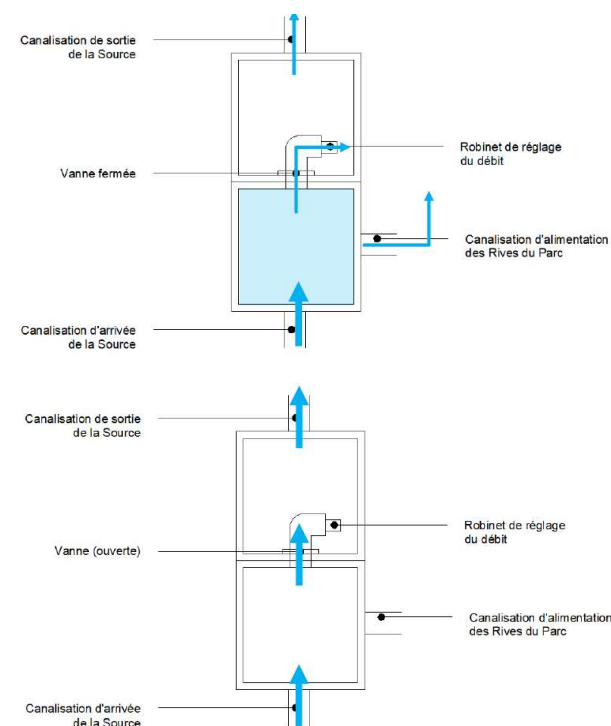 Canalisation de sortie
de la Source
Vanne fermée
Robinet de réglage
du débit
Canalisation d'alimentation
des Rives du Parc
Canalisation d'arrivée
de la Source
Canalisation de sortie
de la Source
Vanne (ouverte)
Robinet de réglage
du débit
Canalisation d'alimentation
des Rives du Parc
Canalisation d'arrivée
de la Source